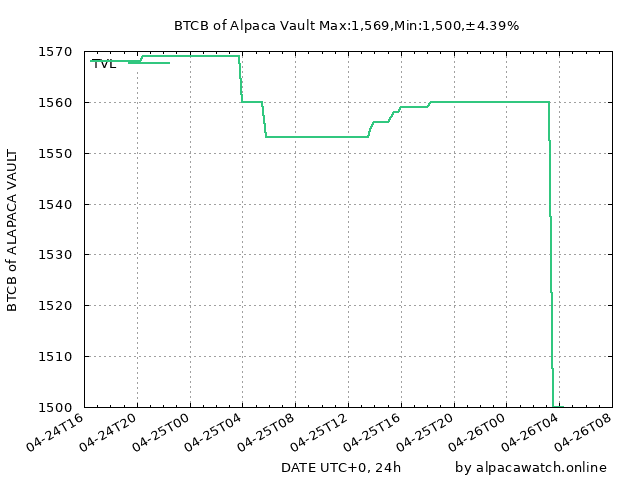 BTCB of Alpaca Vault Max:1,569,Min:1,500,±4.39%
1570
TVL
1560
1550
1540
1530
1520
1510
1500
BTCB of ALAPACA VAULT
04-24T16
04-24T20
04-25T00
04-25T04
04-25T08
04-25T12
04-25T16
04-25T20
04-26T00
04-26T04
04-26T08
DATE UTC+0, 24h
by alpacawatch.online